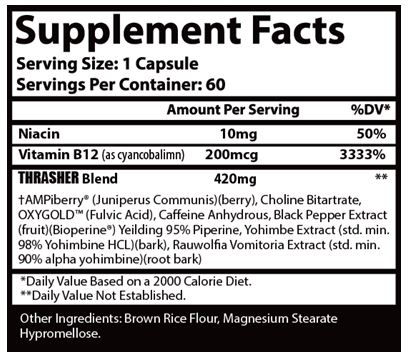 Supplement Facts
Serving Size: 1 Capsule
Servings Per Container: 60
Amount Per Serving %DV*
Niacin 10mg 50%
Vitamin B12 (as cyancobalimn) 200mcg 3333%
THRASHER Blend 420mg **
†AMPiberry® (Juniperus Communis)(berry), Choline Bitartrate,
OXYGOLD™ (Fulvic Acid), Caffeine Anhydrous, Black Pepper Extract
(fruit)(Bioperine®) Yeilding 95% Piperine, Yohimbe Extract (std. min.
98% Yohimbine HCL)(bark), Rauwolfia Vomitoria Extract (std. min.
90% alpha yohimbine)(root bark)
*Daily Value Based on a 2000 Calorie Diet.
**Daily Value Not Established.
Other Ingredients: Brown Rice Flour, Magnesium Stearate
Hypromellose.